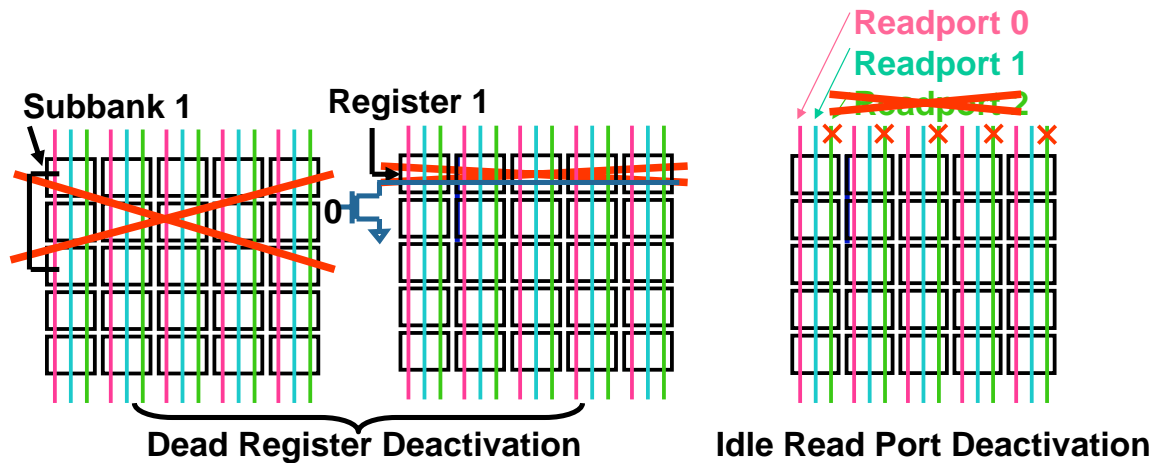 Readport 0
Readport 1
Readport 2
Subbank 1
Register 1
0
Dead Register Deactivation
Idle Read Port Deactivation